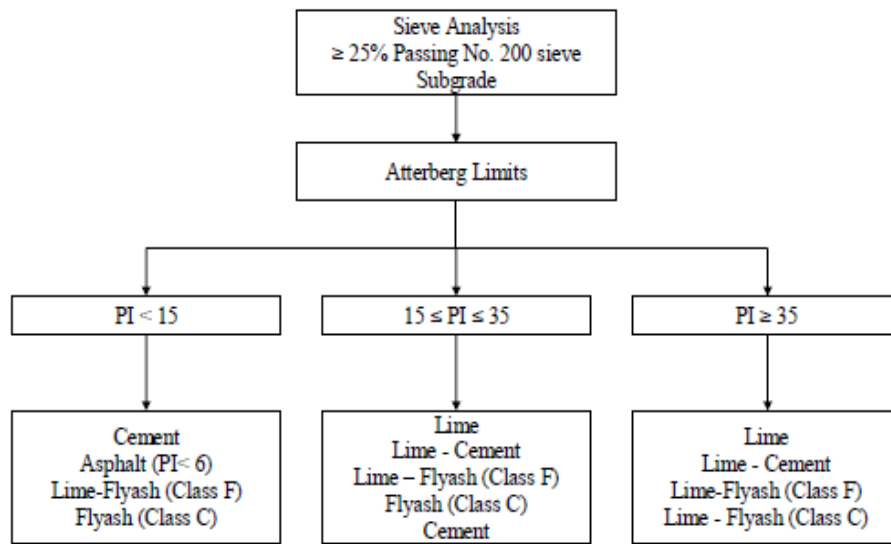 Sieve Analysis
≥ 25% Passing No. 200 sieve
Subgrade
Atterberg Limits
PI < 15
15 ≤ PI ≤ 35
PI ≥ 35
Cement
Asphalt (PI< 6)
Lime-Flyash (Class F)
Flyash (Class C)
Lime
Lime - Cement
Lime – Flyash (Class F)
Flyash (Class C)
Cement
Lime
Lime - Cement
Lime-Flyash (Class F)
Lime - Flyash (Class C)